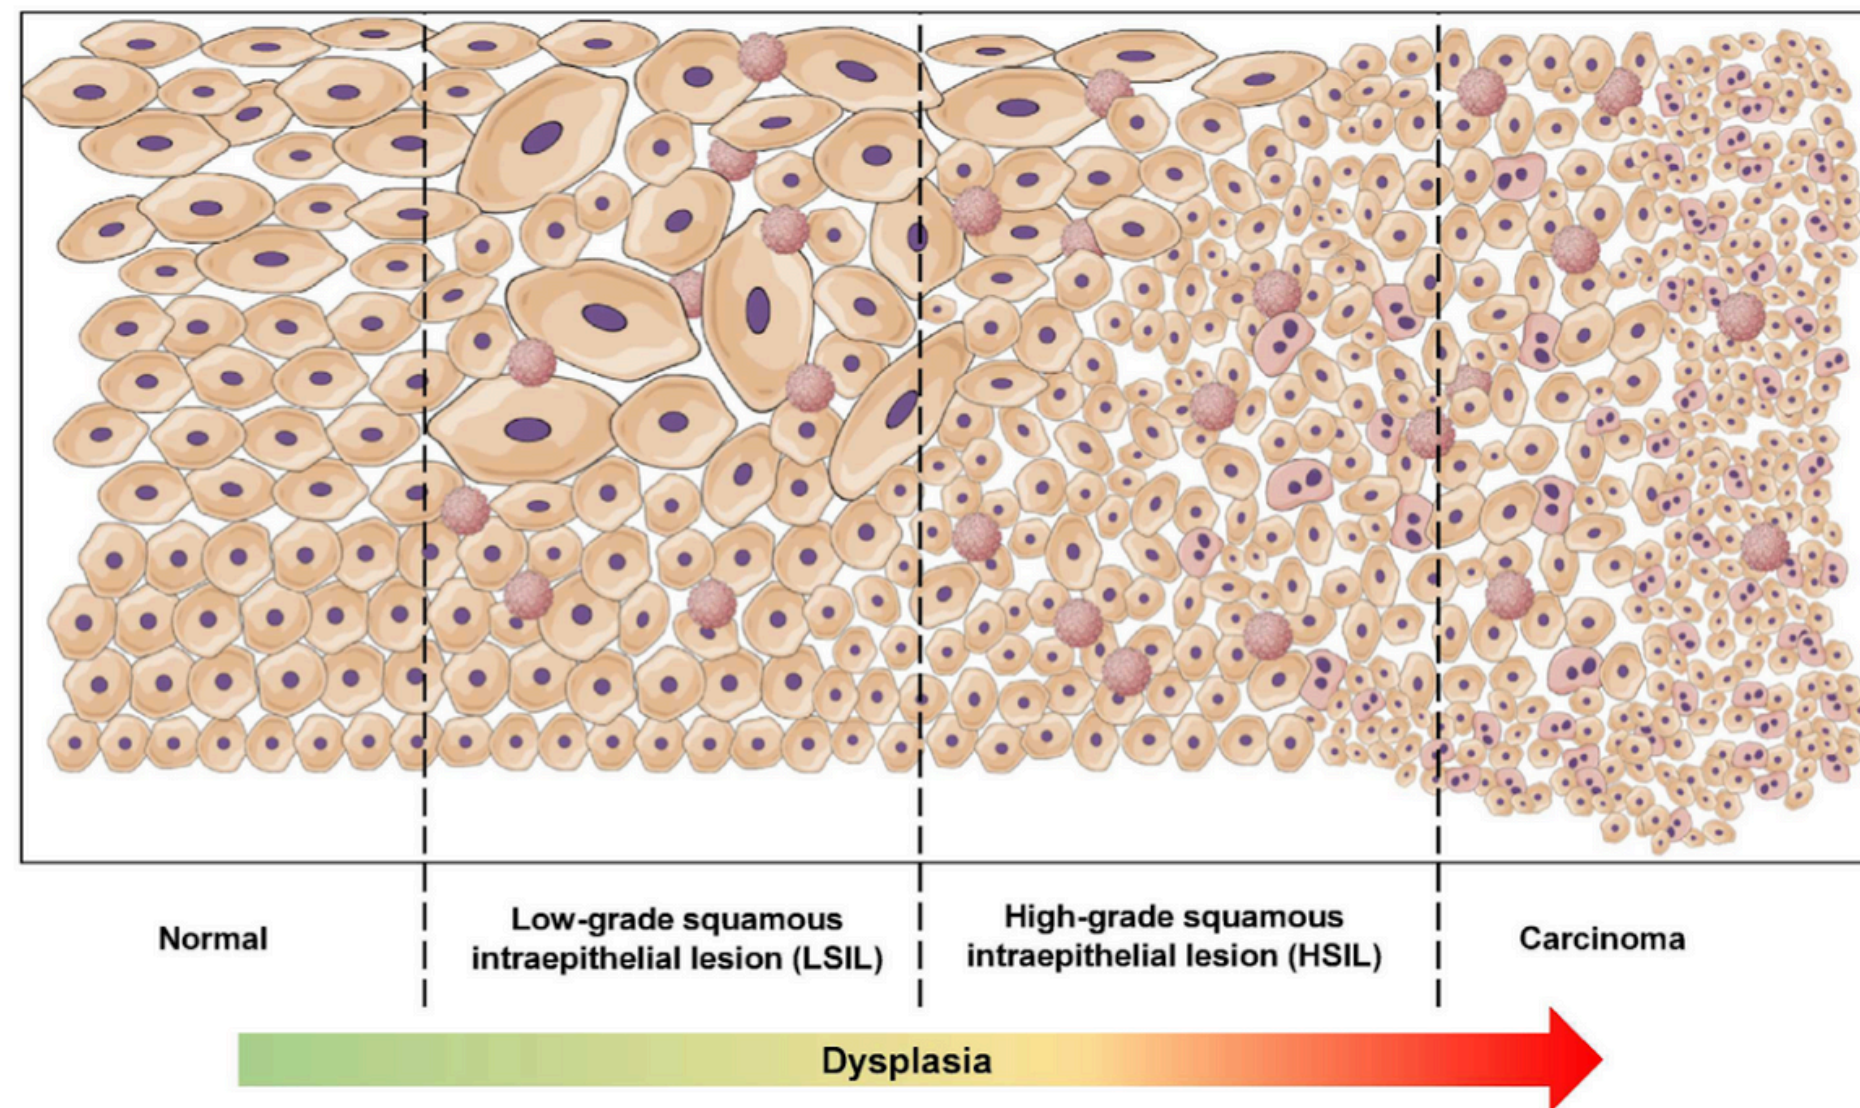 Normal
Low-grade squamous
intraepithelial lesion (LSIL)
High-grade squamous
intraepithelial lesion (HSIL)
Carcinoma
Dysplasia